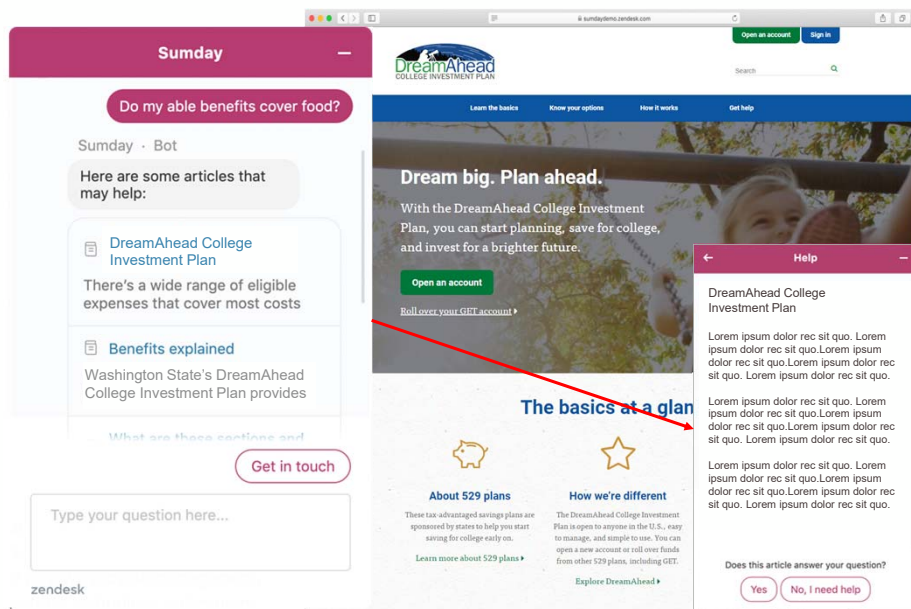 Sumday
Do my able benefits cover food?
Sumday · Bot
Here are some articles that
may help:
DreamAhead College
Investment Plan
There's a wide range of eligible
expenses that cover most costs
Benefits explained
Washington State's DreamAhead
College Investment Plan provides
What are these sections and
Get in touch
Type your question here...
zendesk
sumdaydemo.zendesk.com
Open an account
Sign in
DreamAhead
COLLEGE INVESTMENT PLAN
Search
Learn the basics
Know your options
How it works
Get help
Dream big. Plan ahead.
With the DreamAhead College Investment
Plan, you can start planning, save for college,
and invest for a brighter future.
Open an account
Roll over your GET account
The basics at a glan
About 529 plans
These tax-advantaged savings plans are
sponsored by states to help you start
saving for college early on.
Learn more about 529 plans
How we're different
The DreamAhead College Investment
Plan is open to anyone in the U.S., easy
to manage, and simple to use. You can
open a new account or roll over funds
from other 529 plans, including GET.
Explore DreamAhead
Help
DreamAhead College
Investment Plan
Lorem ipsum dolor rec sit quo. Lorem
ipsum dolor rec sit quo.Lorem ipsum
dolor rec sit quo.Lorem ipsum dolor rec
sit quo. Lorem ipsum dolor rec sit quo.
Lorem ipsum dolor rec sit quo. Lorem
ipsum dolor rec sit quo.Lorem ipsum
dolor rec sit quo.Lorem ipsum dolor rec
sit quo. Lorem ipsum dolor rec sit quo.
Lorem ipsum dolor rec sit quo. Lorem
ipsum dolor rec sit quo.Lorem ipsum
dolor rec sit quo.Lorem ipsum dolor rec
sit quo. Lorem ipsum dolor rec sit quo.
Does this article answer your question?
Yes
No, I need help